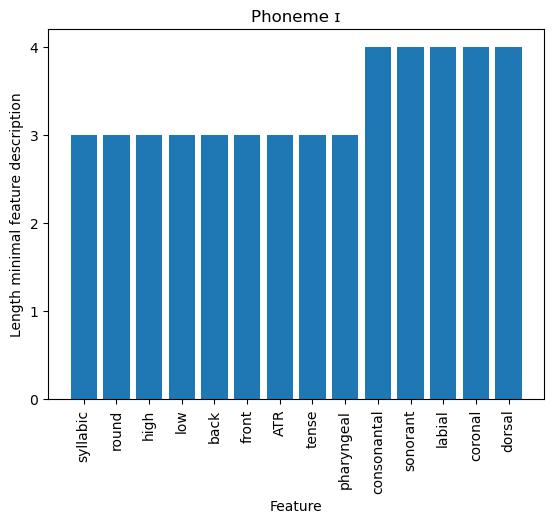 Phoneme ɪ
Length minimal feature description
4
3
2
1
0
syllabic
round
high
low
back
front
ATR
tense
pharyngeal
consonantal
sonorant
labial
coronal
dorsal
Feature